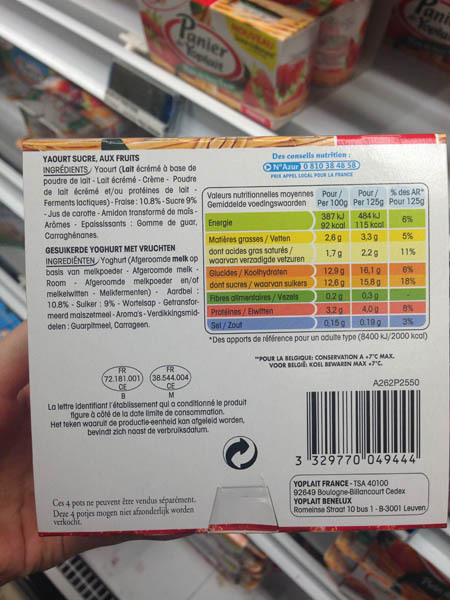 Panier
de Yoplait
NOUVEAU
Pani
YAOURT SUCRE, AUX FRUITS
INGRÉDIENTS/ Yaourt (Lait écrémé à base de
poudre de lait - Lait écrémé - Crème - Poudre
de lait écrémé et/ou protéines de lait -
Ferments lactiques) - Fraise : 10.8% - Sucre 9%
- Jus de carotte - Amidon transformé de maïs -
Arômes - Epaississants : Gomme de guar,
Carraghénanes.
GESUIKERDE YOGHURT MET VRUCHTEN
INGREDIËNTEN/ Yoghurt (Afgeroomde melk op
basis van melkpoeder - Afgeroomde melk -
Room - Afgeroomde melkpoeder en/of
melkeiwitten - Melkfermenten) - Aardbei :
10.8% - Suiker : 9% - Wortelsap - Getransfor-
meerd maïszetmeel - Aroma's - Verdikkingsmid-
delen : Guarpitmeel, Carrageen.
Des conseils nutrition :
N°Azur 0 810 38 48 58
PRIX APPEL LOCAL POUR LA FRANCE
Valeurs nutritionnelles moyennes Pour / Pour / % des AR*
Gemiddelde voedingswaarden Per 100g Per 125g Pour 125g
Energie 387 kJ 484 kJ 6%
92 kcal 115 kcal
Matières grasses / Vetten 2,6 g 3,3 g 5%
dont acides gras saturés / 1,7 g 2,2 g 11%
waarvan verzadigde vetzuren
Glucides / Koolhydraten 12,9 g 16,1 g 6%
dont sucres / waarvan suikers 12,6 g 15,8 g 18%
Fibres alimentaires / Vezels 0,2 g 0,3 g -
Protéines / Eiwitten 3,2 g 4,0 g 8%
Sel / Zout 0,15 g 0,19 g 3%
*Des apports de référence pour un adulte type (8400 kJ/2000 kcal)
**POUR LA BELGIQUE: CONSERVATION A +7°C MAX.
VOOR BELGIË: KOEL BEWAREN MAX +7°C.
FR
72.181.001
CE
B
FR
38.544.004
CE
M
La lettre identifiant l'établissement qui a conditionné le produit
figure à côté de la date limite de consommation.
Het teken waaruit de productie-eenheid kan afgeleid worden,
bevindt zich naast de verbruiksdatum.
A262P2550
3 329770 049444
Ces 4 pots ne peuvent être vendus séparément.
Deze 4 potjes mogen niet afzonderlijk worden
verkocht.
YOPLAIT FRANCE - TSA 40100
92649 Boulogne-Billancourt Cedex
YOPLAIT BENELUX
Romeinse Straat 10 bus 1 - B-3001 Leuven